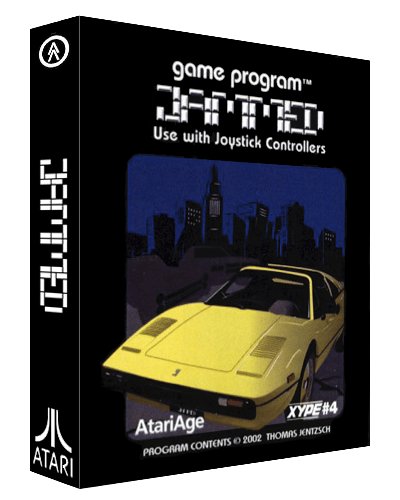 game program™
JAMMED
Use with Joystick Controllers
AtariAge
XYPE#4
PROGRAM CONTENTS © 2002 THOMAS JENTZSCH
JAMMED
ATARI